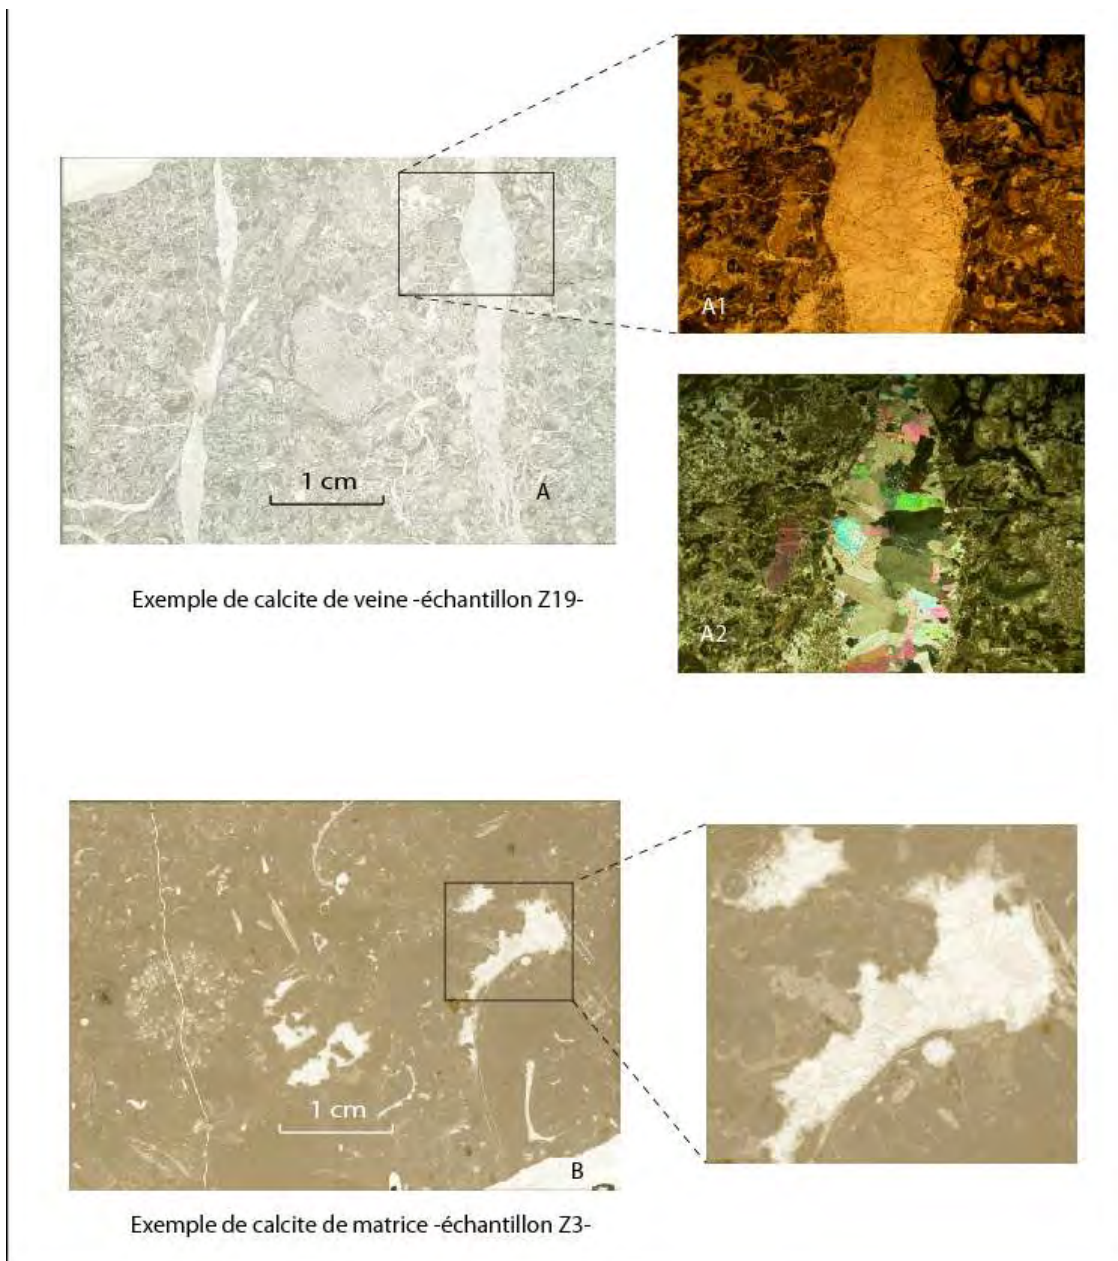 A1
1 cm
A
Exemple de calcite de veine -échantillon Z19-
A2
1 cm
B
Exemple de calcite de matrice -échantillon Z3-